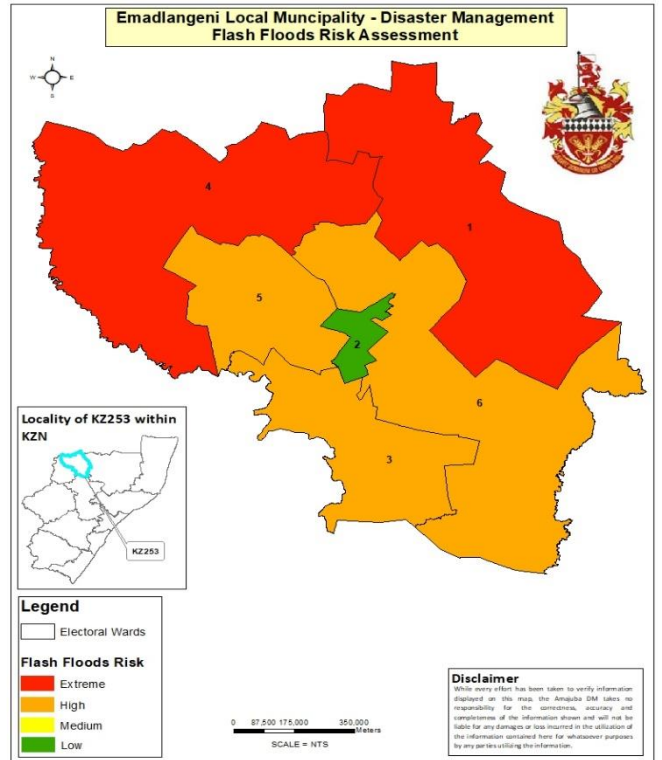 Emadlangeni Local Muncipality - Disaster Management
Flash Floods Risk Assessment
N
W E
S
4
1
5
2
6
3
Locality of KZ253 within
KZN
KZ253
Legend
Electoral Wards
Flash Floods Risk
Extreme
High
Medium
Low
0 87,500 175,000 350,000
Meters
SCALE = NTS
Disclaimer
While every effort has been taken to verify information
displayed on this map, the Amajuba DM takes no
responsibility for the correctness, accuracy and
completeness of the information shown and will not be
liable for any damages or loss incurred in the utilization of
the information contained here for whatsoever purposes
by any parties utilizing the information.